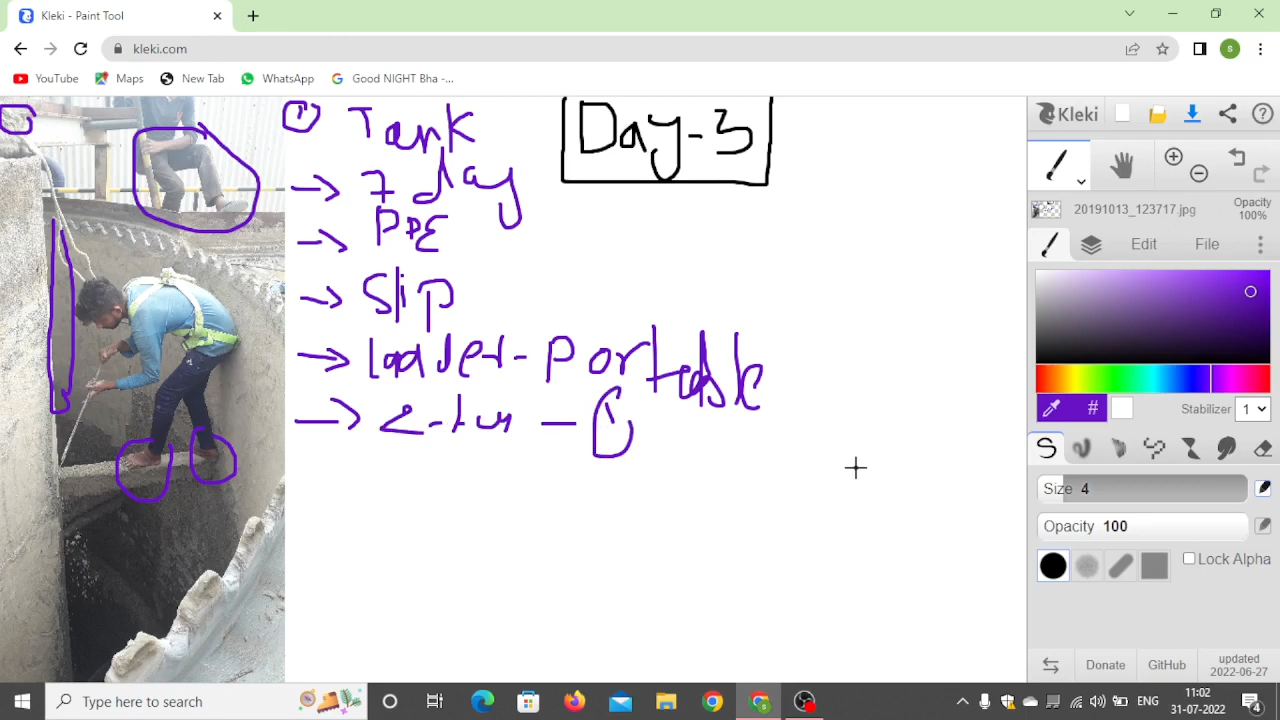 Kleki - Paint Tool
kleki.com
YouTube
Maps
New Tab
WhatsApp
Good NIGHT Bha -...
S
① Tank
Day-3
→ 7 day
→ PPE
→ Slip
→ Ladder-Portable
Kleki
20191013_123717.jpg
Opacity
100%
Edit
File
#
Stabilizer 1
Size 4
Opacity 100
Lock Alpha
Donate
GitHub
updated
2022-06-27
Type here to search
ENG
11:02
31-07-2022
4